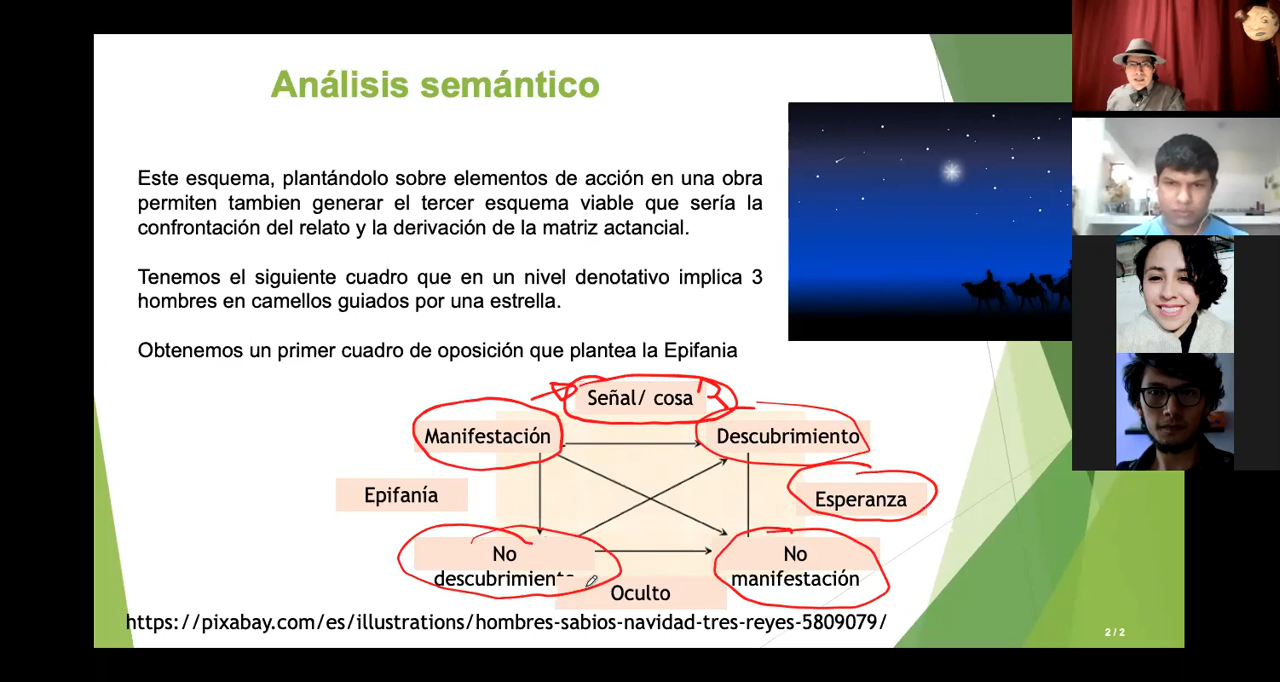 Análisis semántico
Este esquema, plantándolo sobre elementos de acción en una obra
permiten tambien generar el tercer esquema viable que sería la
confrontación del relato y la derivación de la matriz actancial.
Tenemos el siguiente cuadro que en un nivel denotativo implica 3
hombres en camellos guiados por una estrella.
Obtenemos un primer cuadro de oposición que plantea la Epifania
Señal/ cosa
Manifestación
Descubrimiento
Epifanía
Esperanza
No
descubrimiento
No
manifestación
Oculto
https://pixabay.com/es/illustrations/hombres-sabios-navidad-tres-reyes-5809079/
2 / 2